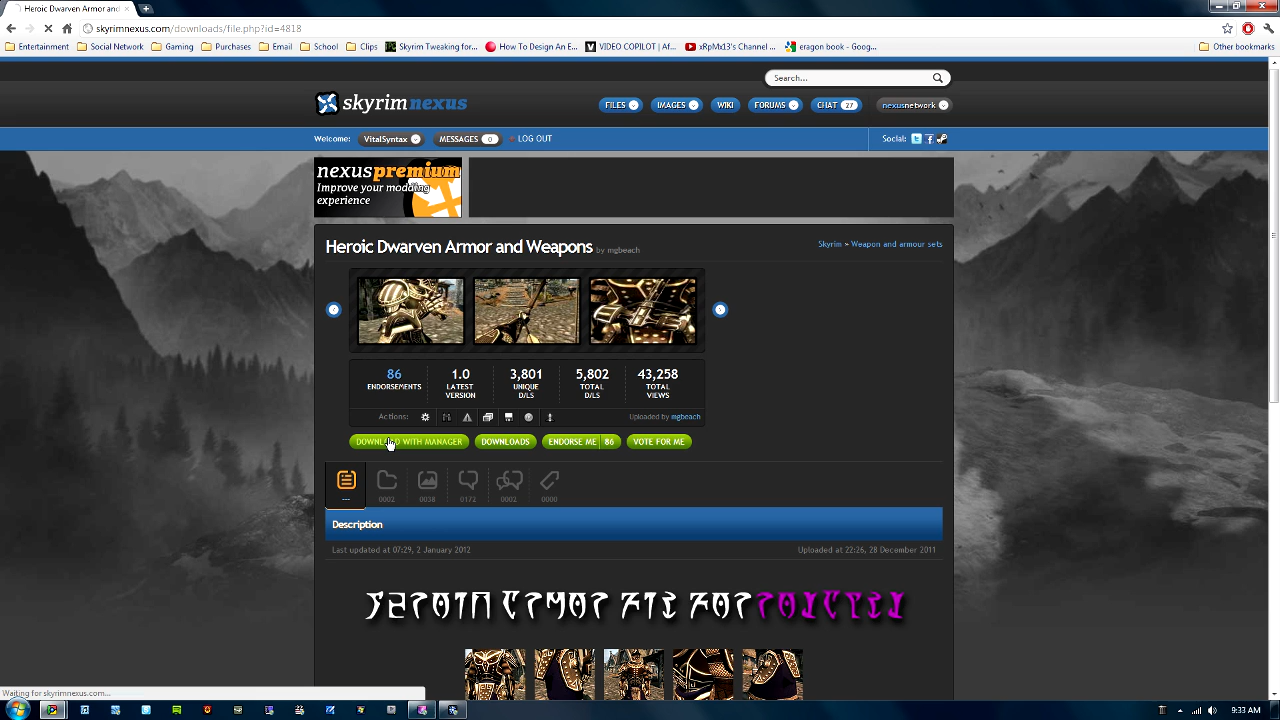 Heroic Dwarven Armor and
skyrimnexus.com/downloads/file.php?id=4818
Entertainment Social Network Gaming Purchases Email School Clips Skyrim Tweaking for... How To Design An E... VIDEO COPILOT | Af... xRpMx13's Channel ... eragon book - Goog... Other bookmarks
Search...
skyrimnexus
FILES IMAGES WIKI FORUMS CHAT 27 nexusnetwork
Welcome: VitalSyntax MESSAGES 0 LOG OUT Social:
nexuspremium
Improve your modding
experience
Heroic Dwarven Armor and Weapons by mgbeach Skyrim » Weapon and armour sets
86 1.0 3,801 5,802 43,258
ENDORSEMENTS LATEST VERSION UNIQUE D/LS TOTAL D/LS TOTAL VIEWS
Actions: Uploaded by mgbeach
DOWNLOAD WITH MANAGER DOWNLOADS ENDORSE ME 86 VOTE FOR ME
--- 0002 0038 0172 0002 0000
Description
Last updated at 07:29, 2 January 2012 Uploaded at 22:26, 28 December 2011
Waiting for skyrimnexus.com...
9:33 AM